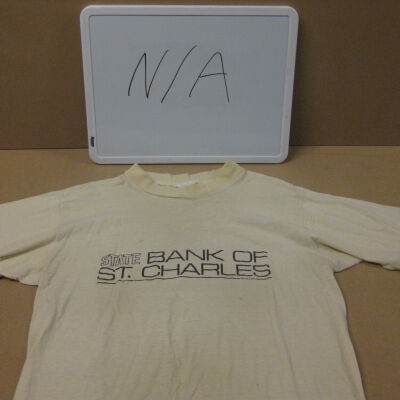 N/A
STATE BANK OF
ST. CHARLES